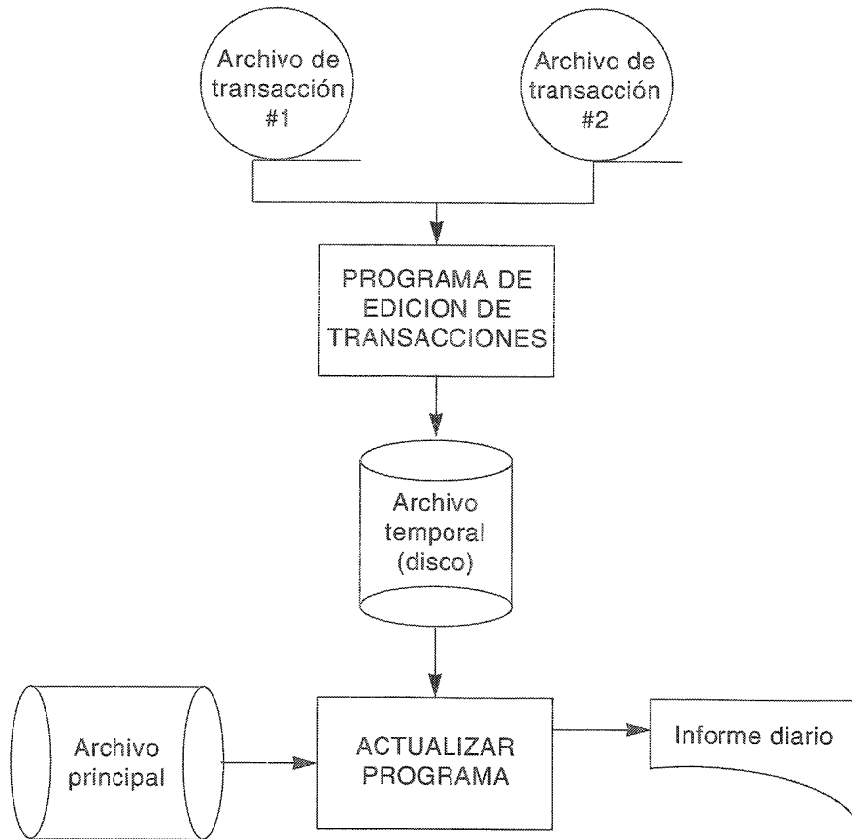 Archivo de
transacción
#1
Archivo de
transacción
#2
PROGRAMA DE
EDICION DE
TRANSACCIONES
Archivo
temporal
(disco)
Archivo
principal
ACTUALIZAR
PROGRAMA
Informe diario